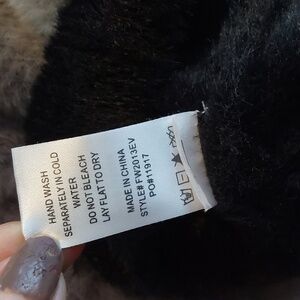 HAND WASH
SEPARATELY IN COLD
WATER
DO NOT BLEACH
LAY FLAT TO DRY
MADE IN CHINA
STYLE# FW2013EV
PO#11917